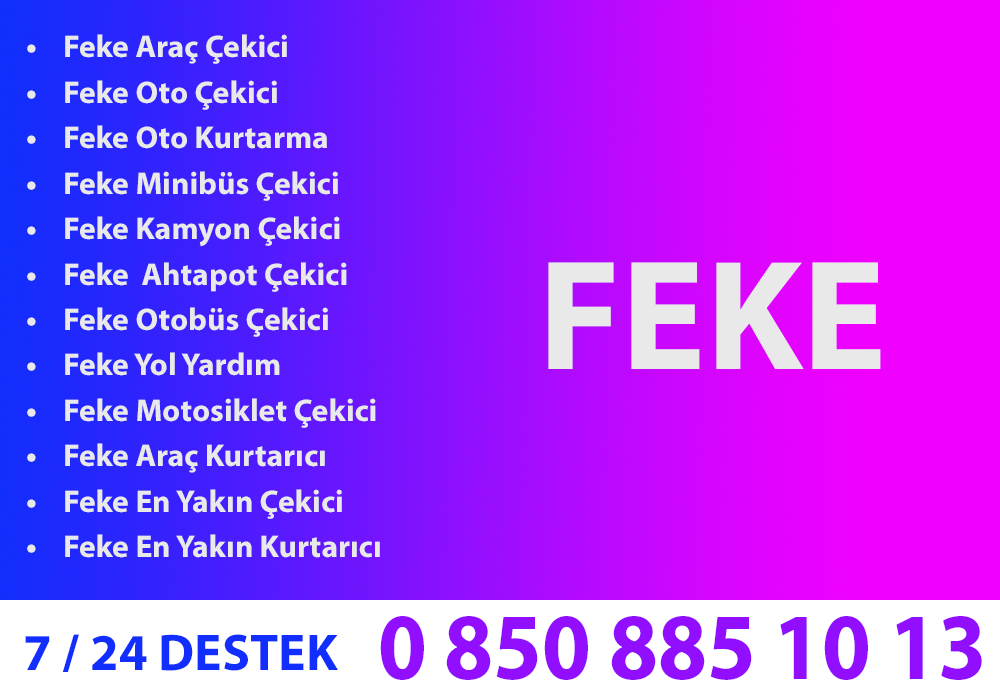 • Feke Araç Çekici
• Feke Oto Çekici
• Feke Oto Kurtarma
• Feke Minibüs Çekici
• Feke Kamyon Çekici
• Feke  Ahtapot Çekici
• Feke Otobüs Çekici
• Feke Yol Yardım
• Feke Motosiklet Çekici
• Feke Araç Kurtarıcı
• Feke En Yakın Çekici
• Feke En Yakın Kurtarıcı
FEKE
7 / 24 DESTEK 0 850 885 10 13